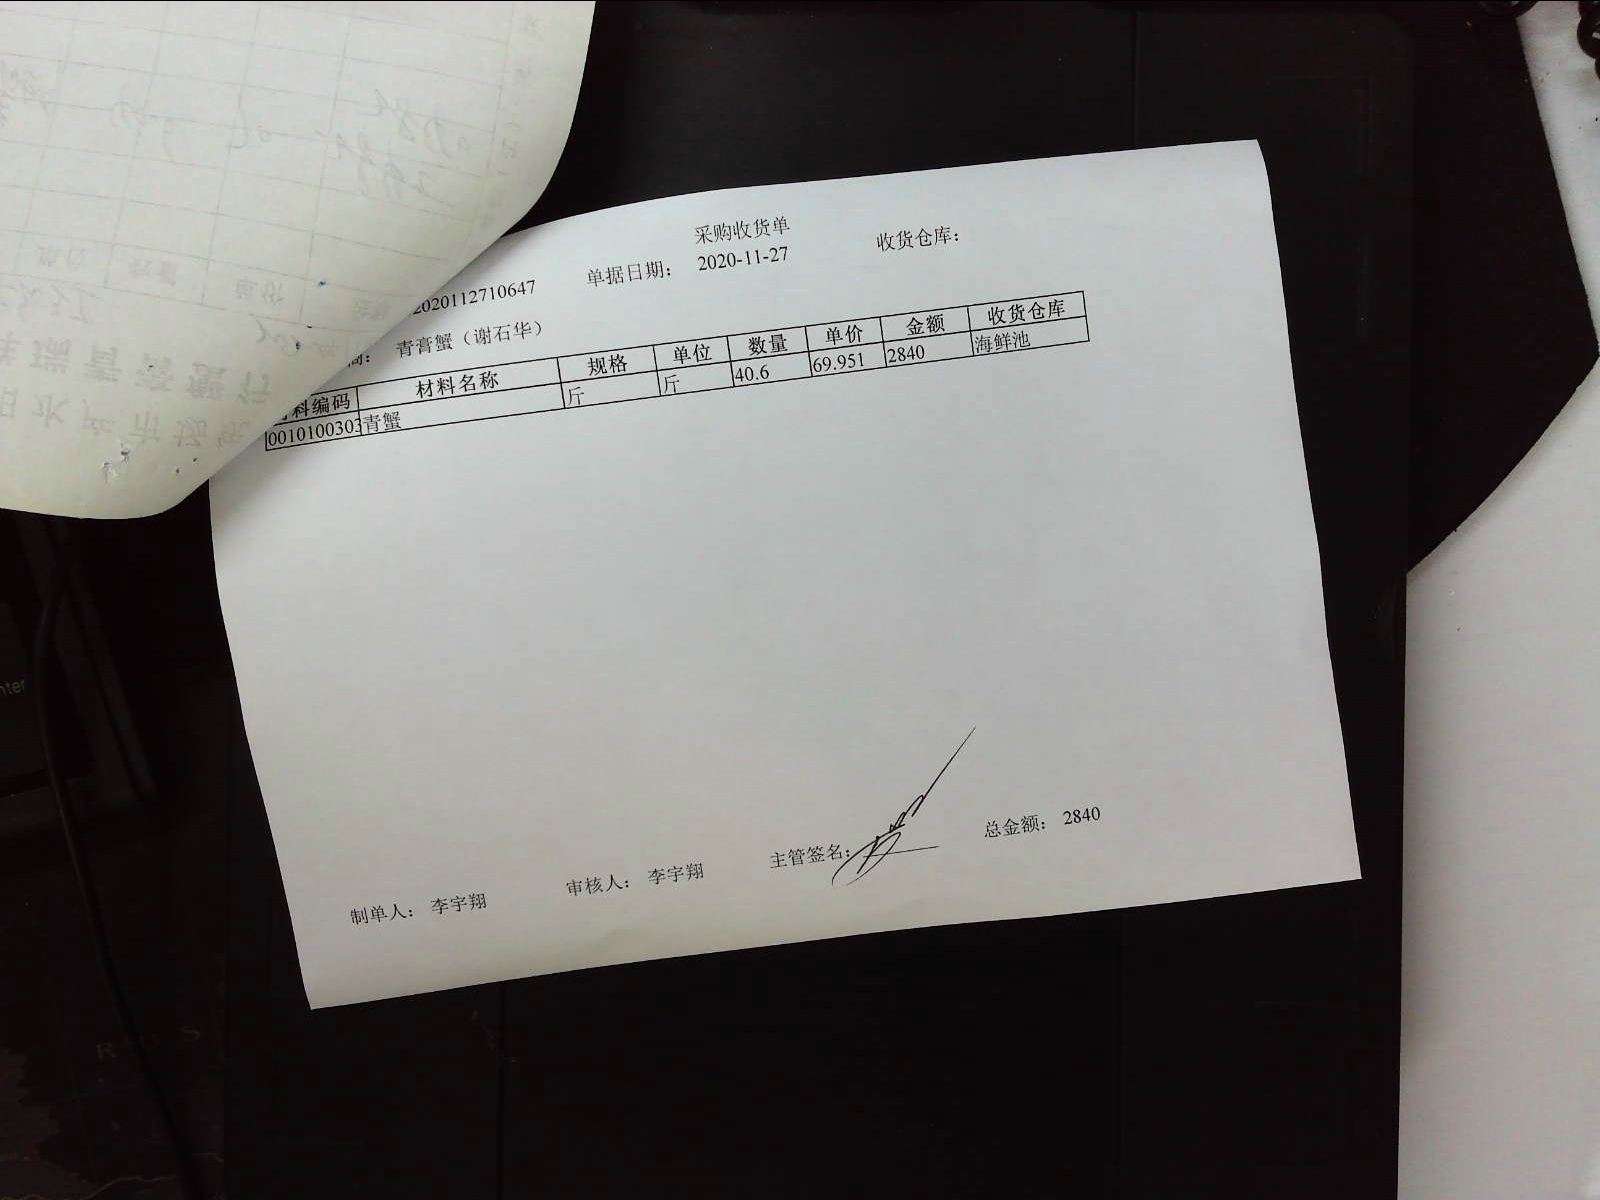 采购收货单
2020112710647 单据日期： 2020-11-27 收货仓库：
青膏蟹（谢石华）
料编码 材料名称 规格 单位 数量 单价 金额 收货仓库
0010100303 青蟹 斤 斤 40.6 69.951 2840 海鲜池
制单人： 李宇翔 审核人： 李宇翔 主管签名： 总金额： 2840